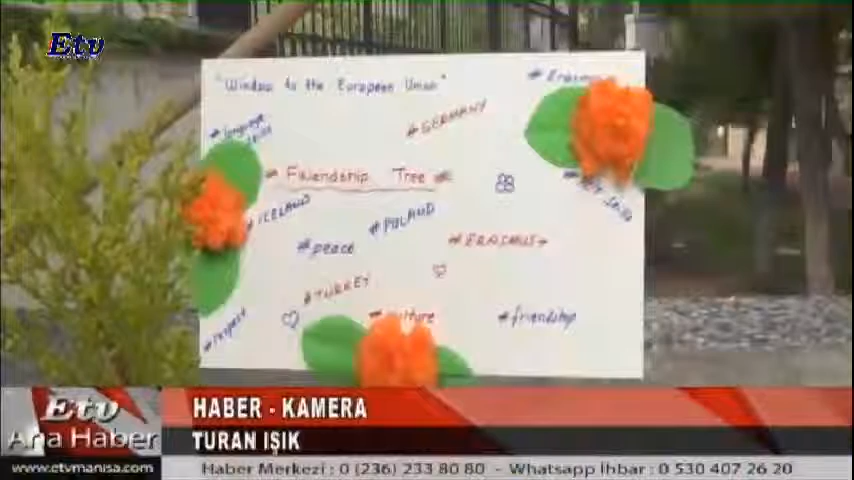 Etv
"Window to the European Union"
# Erasmus
# GERMANY
# language
# Friendship Tree #
# ICELAND
# POLAND
# peace
# ERASMUS+
# TURKEY
# culture
# friendship
# respect
Etv
Ana Haber
www.etvmanisa.com
HABER - KAMERA
TURAN IŞIK
Haber Merkezi : 0 (236) 233 80 80 - Whatsapp İhbar : 0 530 407 26 20